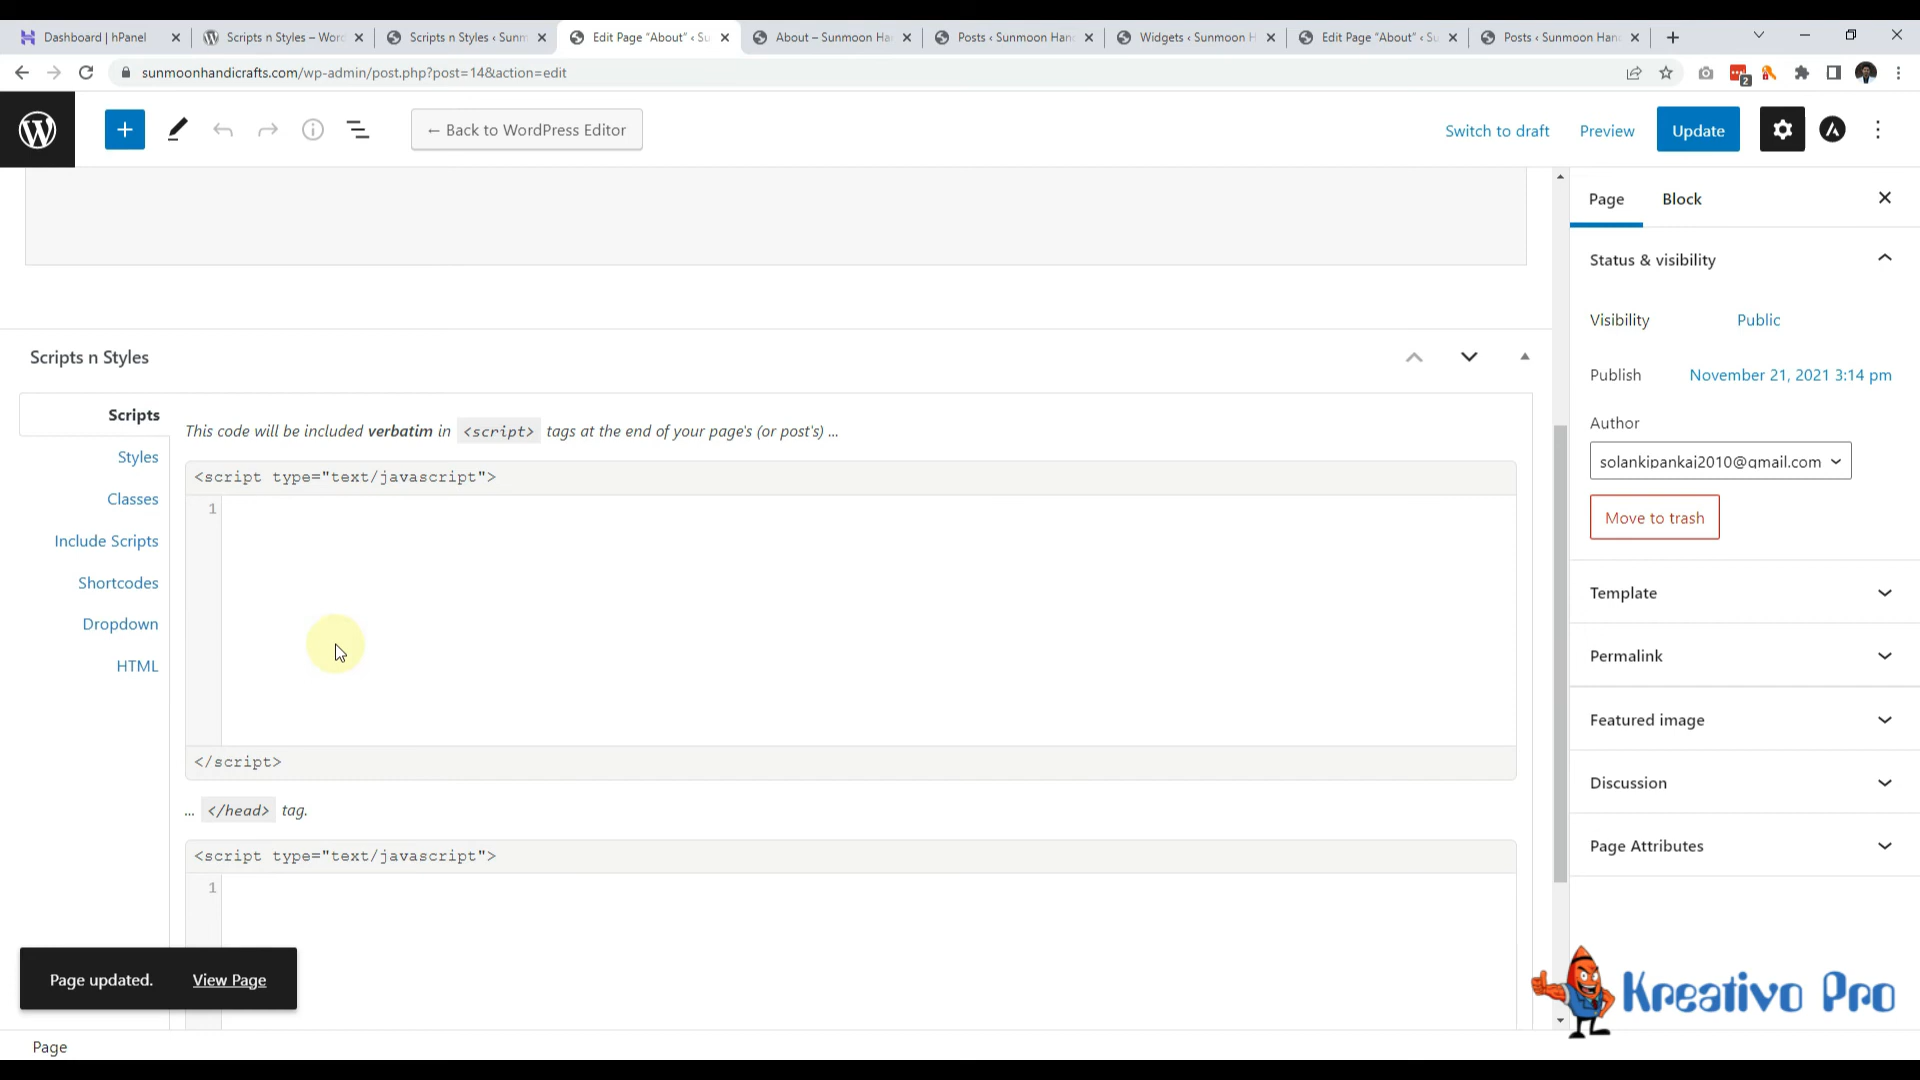 Dashboard | hPanel
Scripts n Styles – Worc
Scripts n Styles ‹ Sunm
Edit Page “About” ‹ Su
About – Sunmoon Ha
Posts ‹ Sunmoon Han
Widgets ‹ Sunmoon H
Edit Page “About” ‹ Su
Posts ‹ Sunmoon Han
sunmoonhandicrafts.com/wp-admin/post.php?post=14&action=edit
2
← Back to WordPress Editor
Switch to draft
Preview
Update
Page
Block
Status & visibility
Visibility
Public
Publish
November 21, 2021 3:14 pm
Author
solankipankaj2010@gmail.com
Move to trash
Template
Permalink
Featured image
Discussion
Page Attributes
Scripts n Styles
Scripts
Styles
Classes
Include Scripts
Shortcodes
Dropdown
HTML
This code will be included verbatim in <script> tags at the end of your page's (or post's) ...
<script type="text/javascript">
1
</script>
... </head> tag.
<script type="text/javascript">
1
Page updated.
View Page
Page
Kreativo Pro